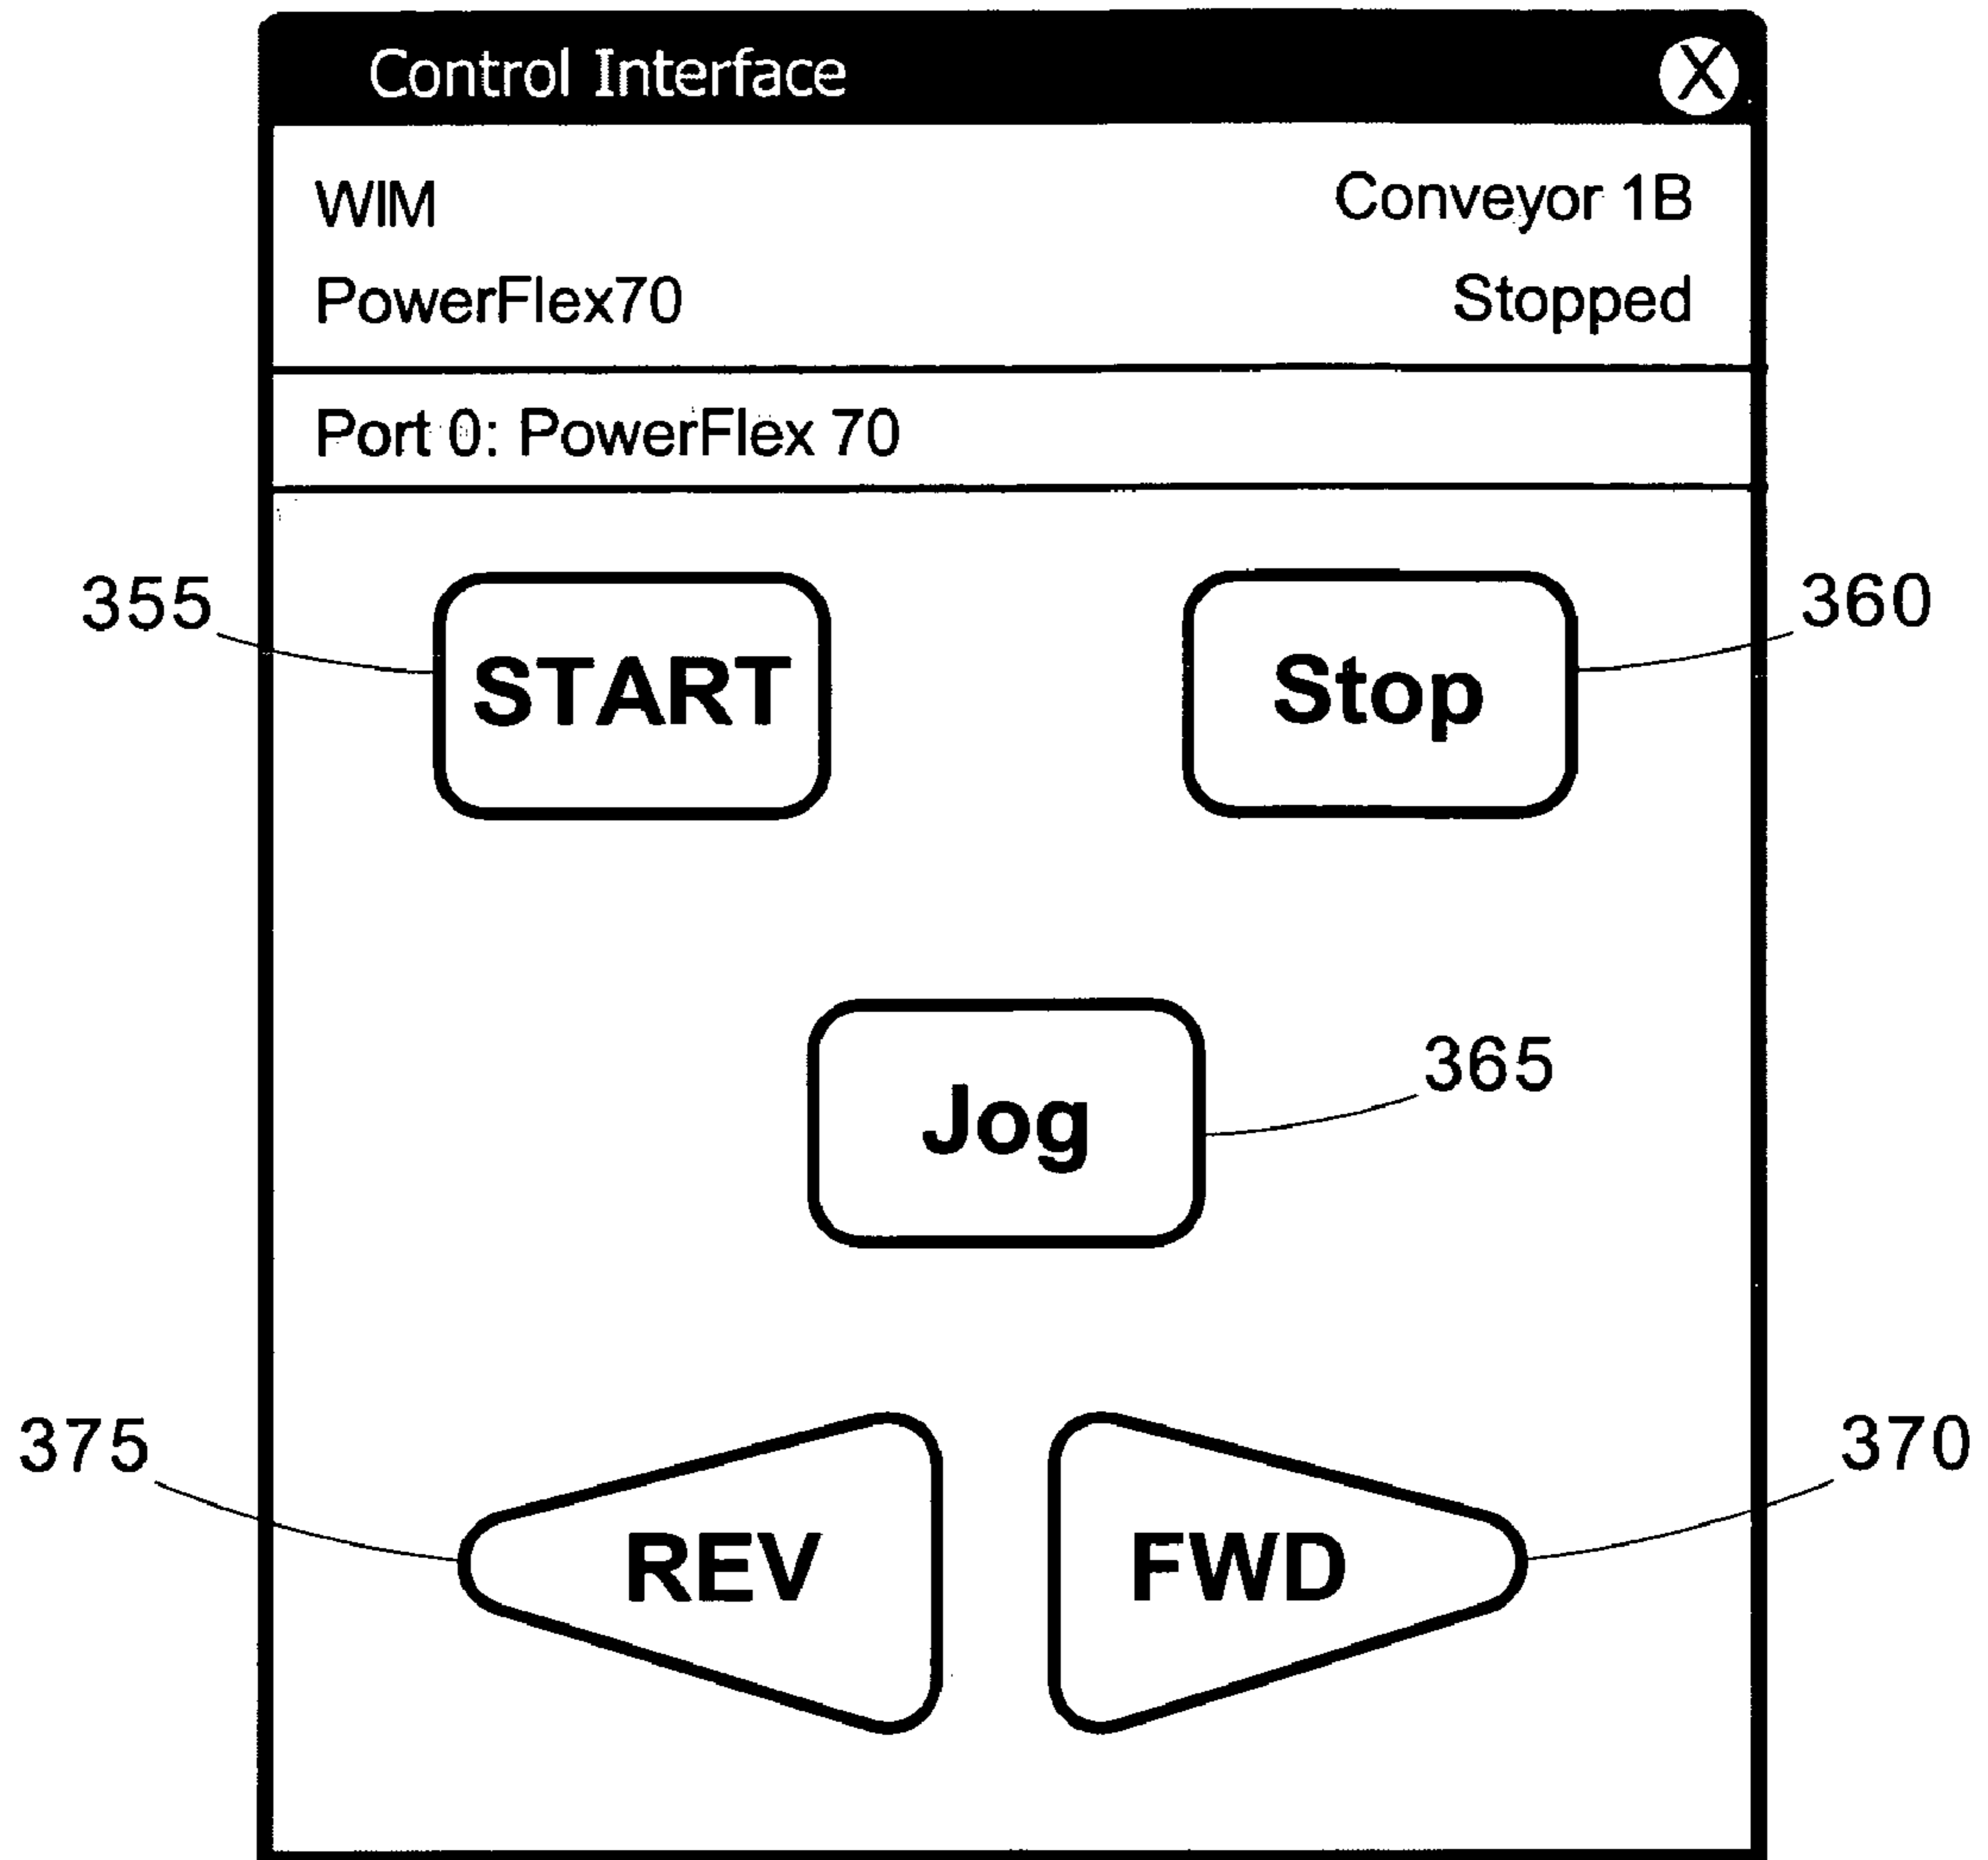 Control Interface X
WIM Conveyor 1B
PowerFlex70 Stopped
Port 0: PowerFlex 70
355 START Stop 360
Jog 365
375 REV FWD 370